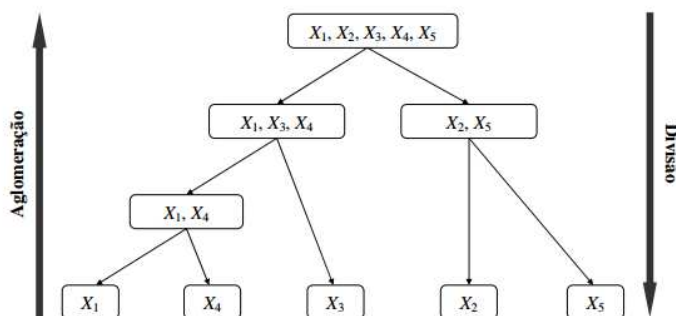 X₁, X₂, X₃, X₄, X₅
Aglomeração
X₁, X₃, X₄
X₂, X₅
Divisão
X₁, X₄
X₁
X₄
X₃
X₂
X₅